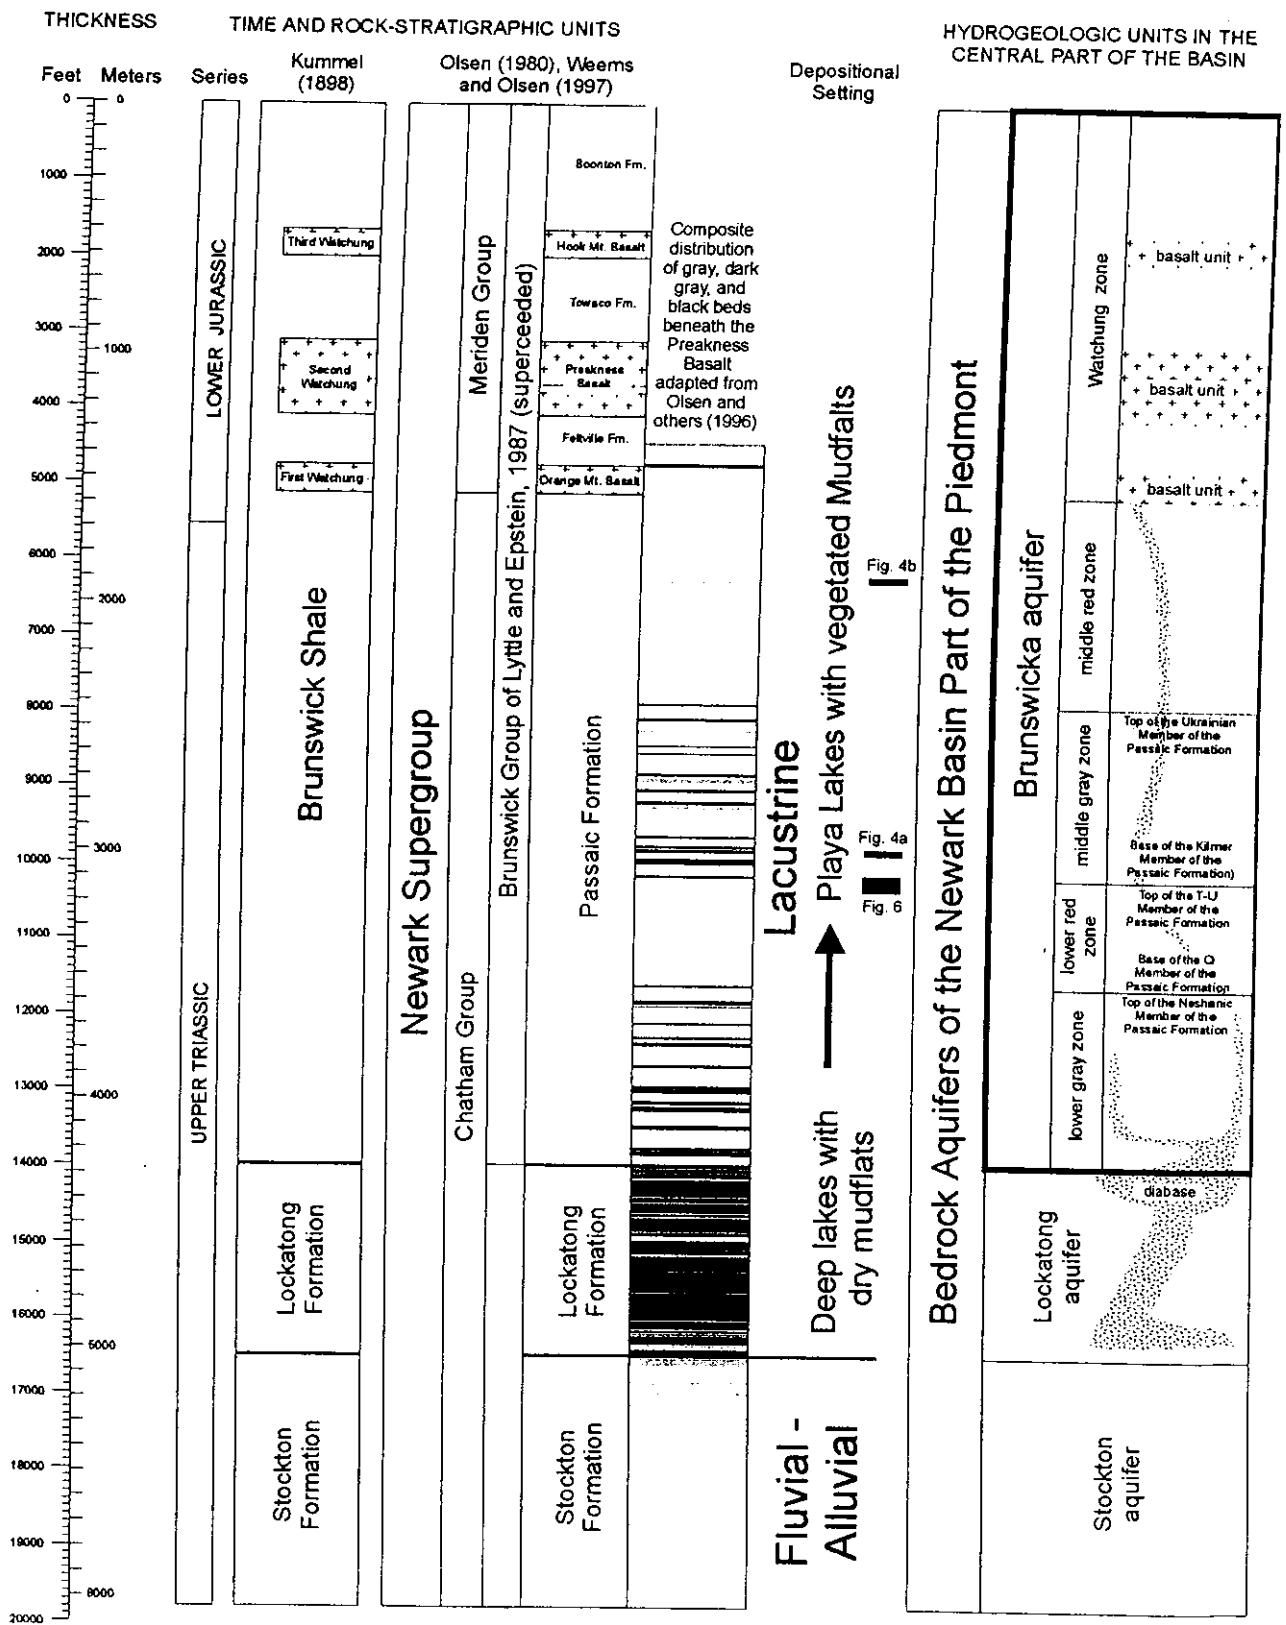 THICKNESS
TIME AND ROCK-STRATIGRAPHIC UNITS
HYDROGEOLOGIC UNITS IN THE
CENTRAL PART OF THE BASIN
Feet
Meters
Series
Kummel
(1898)
Olsen (1980), Weems
and Olsen (1997)
Depositional
Setting
0
1000
2000
3000
4000
5000
6000
7000
8000
9000
10000
11000
12000
13000
14000
15000
16000
17000
18000
19000
20000
0
1000
2000
3000
4000
5000
8000
LOWER JURASSIC
UPPER TRIASSIC
Third Watchung
Second
Watchung
First Watchung
Brunswick Shale
Lockatong
Formation
Stockton
Formation
Newark Supergroup
Meriden Group
Chatham Group
Brunswick Group of Lyttle and Epstein, 1987 (superceeded)
Boonton Fm.
Hook Mt. Basalt
Towaco Fm.
Preakness
Basalt
Feltville Fm.
Orange Mt. Basalt
Passaic Formation
Lockatong
Formation
Stockton
Formation
Composite
distribution
of gray, dark
gray, and
black beds
beneath the
Preakness
Basalt
adapted from
Olsen and
others (1996)
Lacustrine
Playa Lakes with vegetated Mudfalts
Deep lakes with
dry mudflats
Fluvial -
Alluvial
Fig. 4b
Fig. 4a
Fig. 6
Bedrock Aquifers of the Newark Basin Part of the Piedmont
Brunswicka aquifer
Watchung zone
middle red zone
middle gray zone
lower red
zone
lower gray zone
basalt unit
basalt unit
basalt unit
Top of the Ukrainian
Member of the
Passaic Formation
Base of the Kilmer
Member of the
Passaic Formation)
Top of the T-U
Member of the
Passaic Formation
Base of the Q
Member of the
Passaic Formation
Top of the Neshanic
Member of the
Passaic Formation
diabase
Lockatong
aquifer
Stockton
aquifer